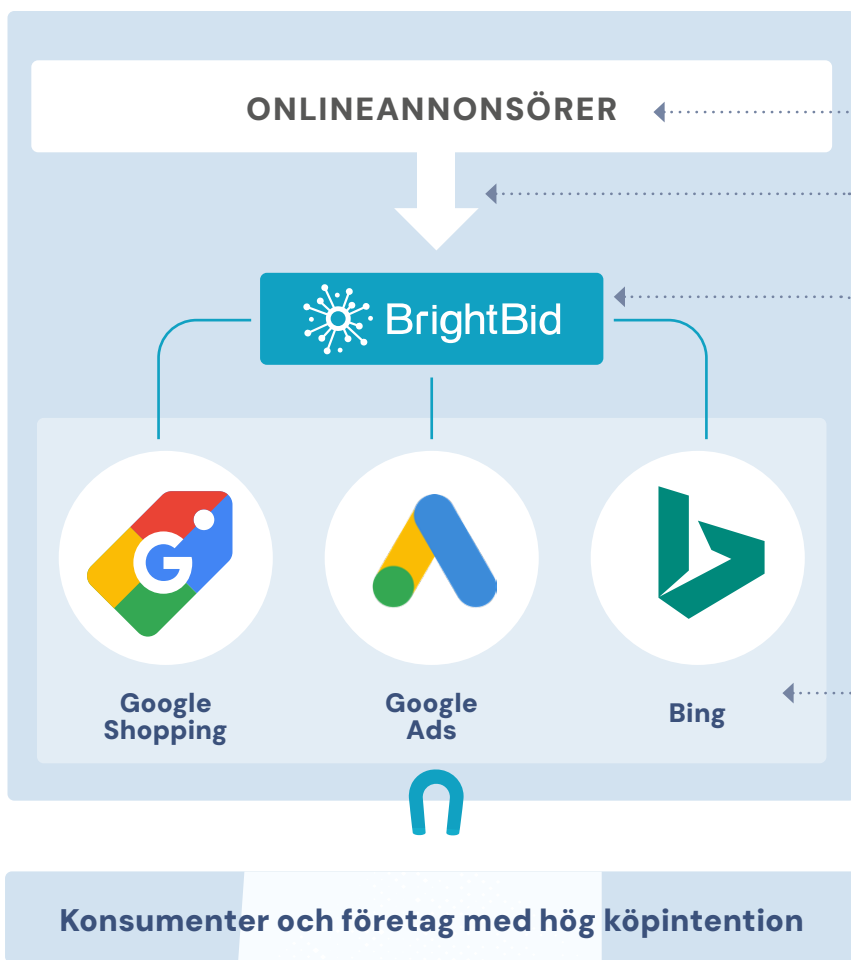 ONLINEANNONSÖRER
BrightBid
G
Google
Shopping
Google
Ads
Bing
Konsumenter och företag med hög köpintention